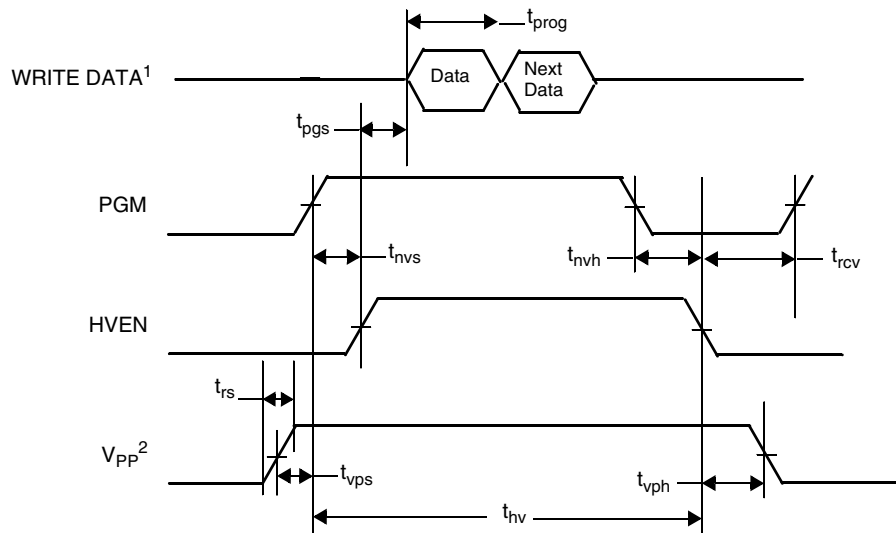 tprog
WRITE DATA1
Data
Next
Data
tpgs
PGM
tnvs
tnvh
trcv
HVEN
trs
VPP2
tvps
tvph
thv